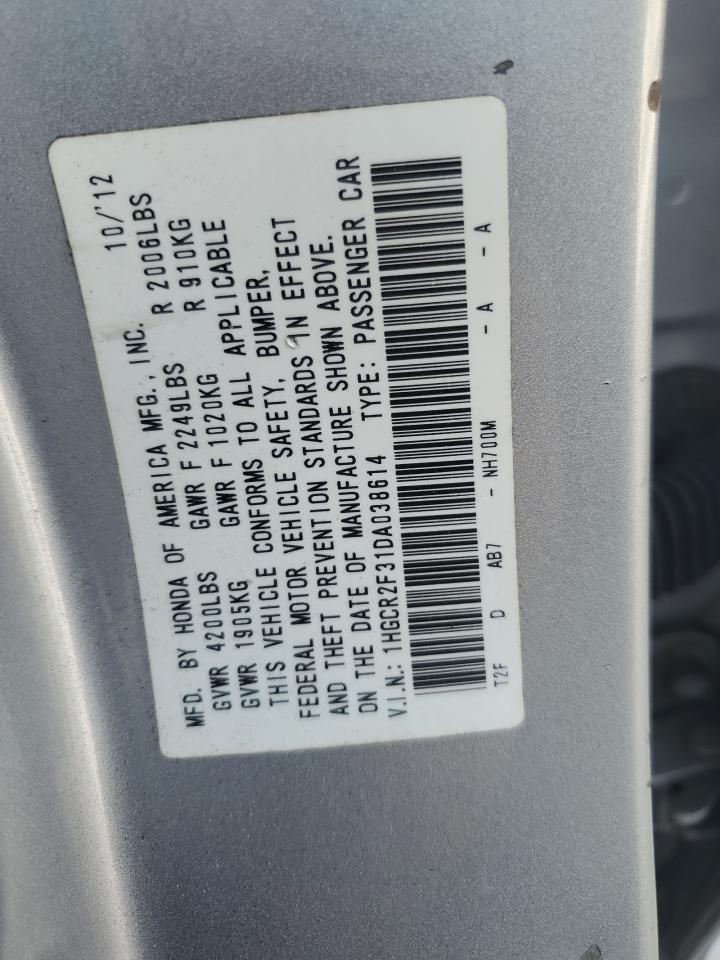 MFD. BY HONDA OF AMERICA MFG., INC. 10/'12
GVWR 4200LBS GAWR F 2249LBS R 2006LBS
GVWR 1905KG GAWR F 1020KG R 910KG
THIS VEHICLE CONFORMS TO ALL APPLICABLE
FEDERAL MOTOR VEHICLE SAFETY, BUMPER,
AND THEFT PREVENTION STANDARDS IN EFFECT
ON THE DATE OF MANUFACTURE SHOWN ABOVE.
V.I.N.: 1HGCR2F31DA038614 TYPE: PASSENGER CAR
T2F D AB7 - NH700M - A - A